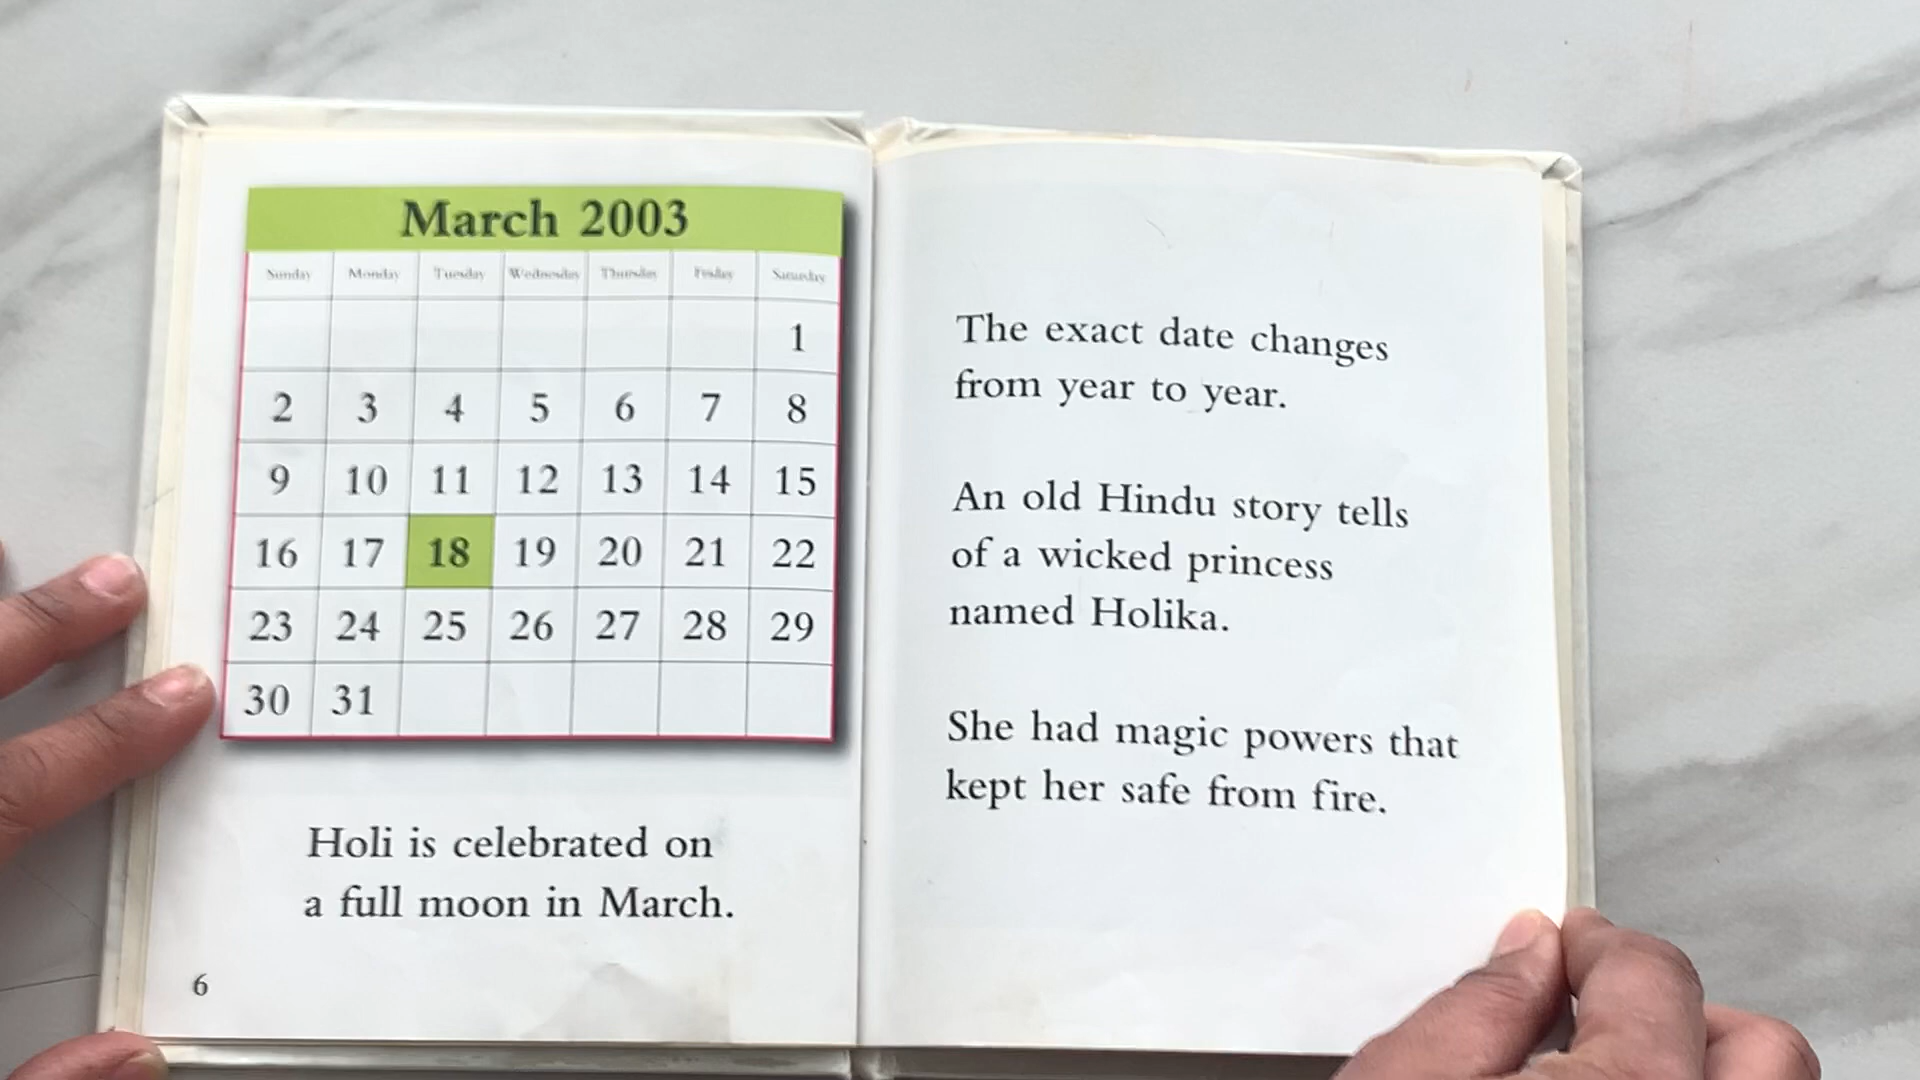 March 2003
Sunday Monday Tuesday Wednesday Thursday Friday Saturday
1
2 3 4 5 6 7 8
9 10 11 12 13 14 15
16 17 18 19 20 21 22
23 24 25 26 27 28 29
30 31
Holi is celebrated on
a full moon in March.
6
The exact date changes
from year to year.
An old Hindu story tells
of a wicked princess
named Holika.
She had magic powers that
kept her safe from fire.